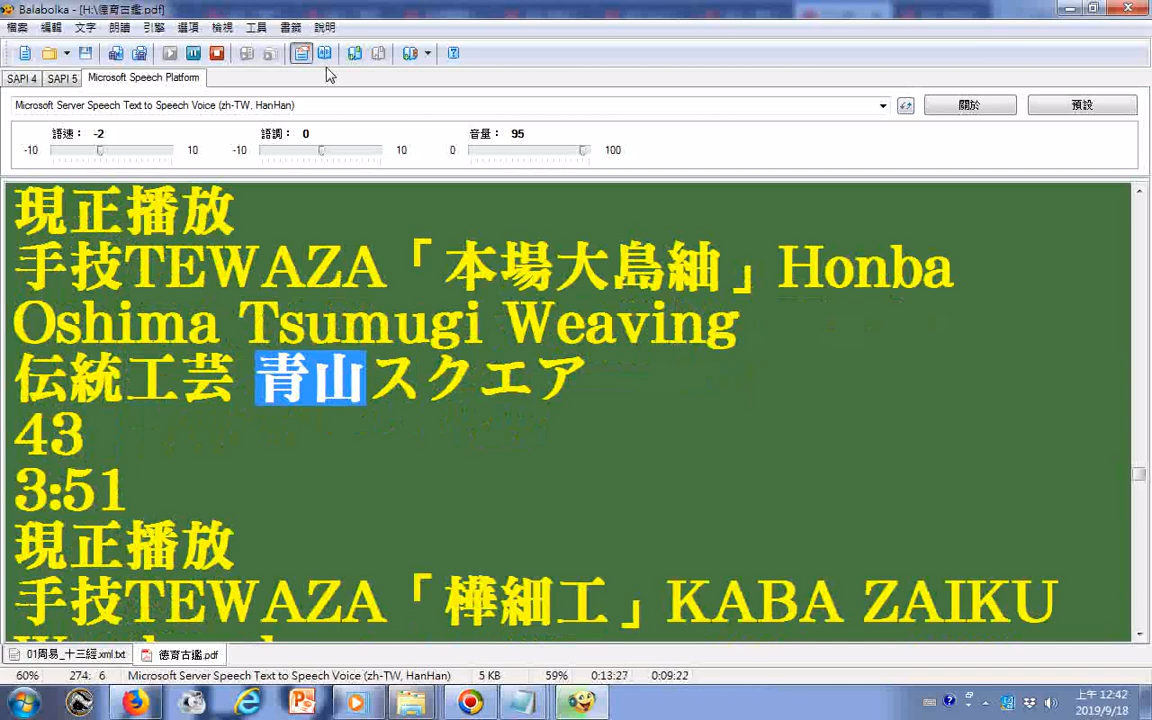 Balabolka - [H:\德育古鑑.pdf]
檔案 編輯 文字 朗讀 引擎 選項 檢視 工具 書籤 說明
SAPI 4 SAPI 5 Microsoft Speech Platform
Microsoft Server Speech Text to Speech Voice (zh-TW, HanHan) 關於 預設
語速： -2 語調： 0 音量： 95
-10 10 -10 10 0 100
現正播放
手技TEWAZA「本場大島紬」Honba
Oshima Tsumugi Weaving
伝統工芸 青山スクエア
43
3:51
現正播放
手技TEWAZA「樺細工」KABA ZAIKU
01周易_十三經.xml.txt 德育古鑑.pdf
60% 274: 6 Microsoft Server Speech Text to Speech Voice (zh-TW, HanHan) 5 KB 59% 0:13:27 0:09:22
上午 12:42
2019/9/18